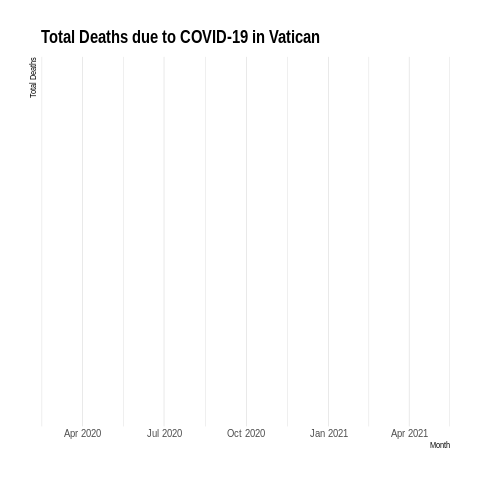 Total Deaths due to COVID-19 in Vatican
Total Deaths
Apr 2020 Jul 2020 Oct 2020 Jan 2021 Apr 2021
Month